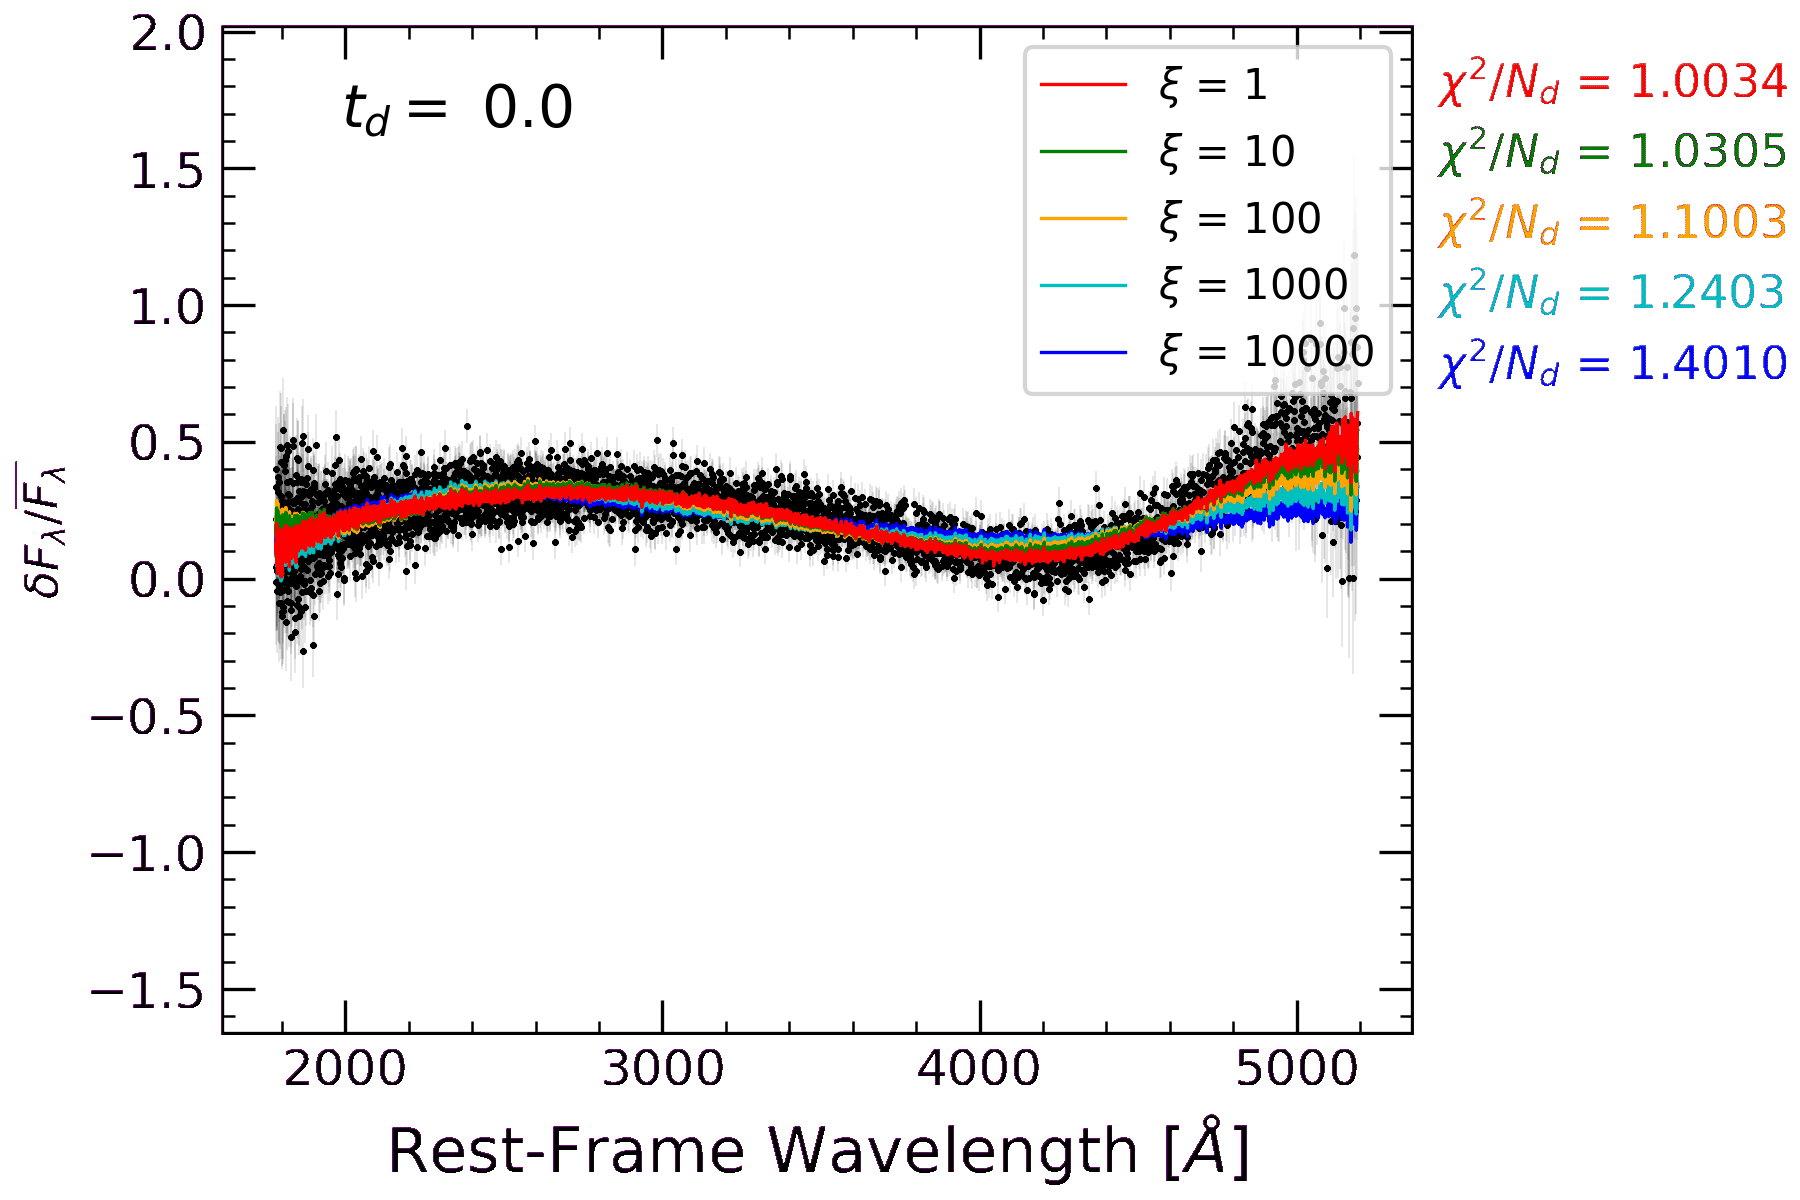 2.0
1.5
1.0
0.5
0.0
−0.5
−1.0
−1.5
δF_λ/F̅_λ
t_d = 0.0
ξ = 1
ξ = 10
ξ = 100
ξ = 1000
ξ = 10000
χ²/N_d = 1.0034
χ²/N_d = 1.0305
χ²/N_d = 1.1003
χ²/N_d = 1.2403
χ²/N_d = 1.4010
2000 3000 4000 5000
Rest-Frame Wavelength [Å]